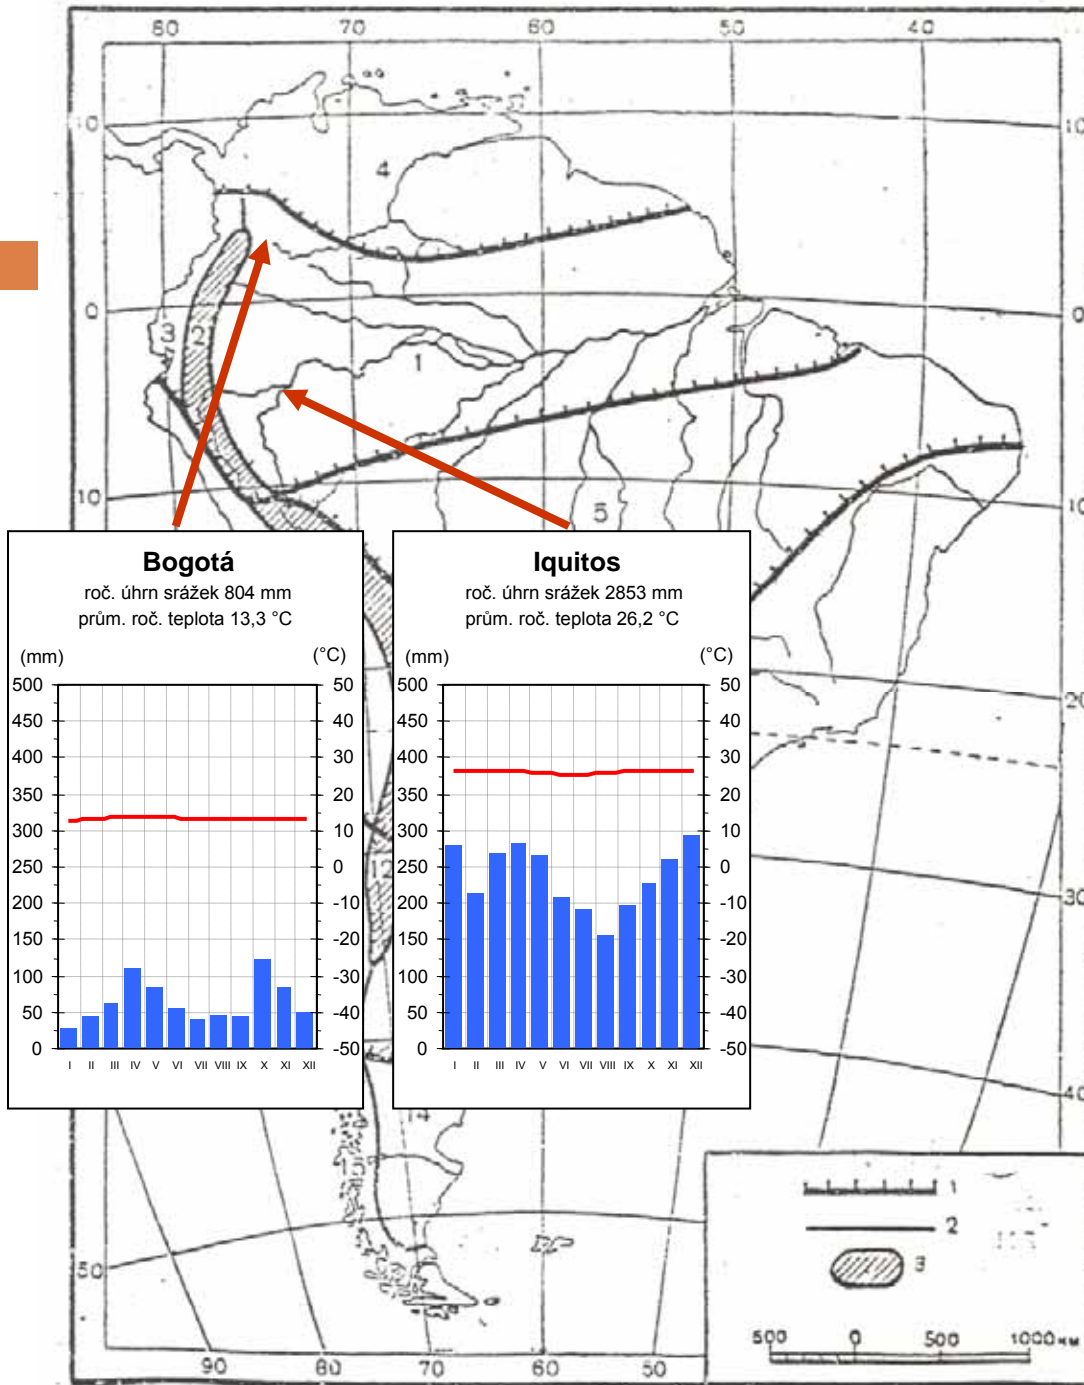 80 70 60 50 40
10 10
4
0 0
3 2 1
10 10
5
Bogotá
roč. úhrn srážek 804 mm
prům. roč. teplota 13,3 °C
(mm) (°C)
500 50
450 40
400 30
350 20
300 10
250 0
200 -10
150 -20
100 -30
50 -40
0 -50
I II III IV V VI VII VIII IX X XI XII
Iquitos
roč. úhrn srážek 2853 mm
prům. roč. teplota 26,2 °C
(mm) (°C)
500 50
450 40
400 30
350 20
300 10
250 0
200 -10
150 -20
100 -30
50 -40
0 -50
I II III IV V VI VII VIII IX X XI XII
20
12
30
40
14
15
1
2
3
50
500 0 500 1000 км
90 80 70 60 50